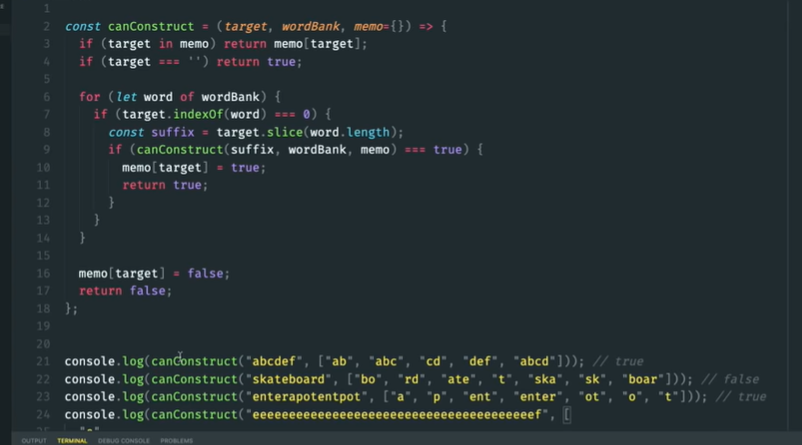 1
2 const canConstruct = (target, wordBank, memo={}) => {
3 if (target in memo) return memo[target];
4 if (target === '') return true;
5
6 for (let word of wordBank) {
7 if (target.indexOf(word) === 0) {
8 const suffix = target.slice(word.length);
9 if (canConstruct(suffix, wordBank, memo) === true) {
10 memo[target] = true;
11 return true;
12 }
13 }
14 }
15
16 memo[target] = false;
17 return false;
18 };
19
20
21 console.log(canConstruct("abcdef", ["ab", "abc", "cd", "def", "abcd"])); // true
22 console.log(canConstruct("skateboard", ["bo", "rd", "ate", "t", "ska", "sk", "boar"])); // false
23 console.log(canConstruct("enterapotentpot", ["a", "p", "ent", "enter", "ot", "o", "t"])); // true
24 console.log(canConstruct("eeeeeeeeeeeeeeeeeeeeeeeeeeeeeeeeeeeeeeef", [
OUTPUT TERMINAL DEBUG CONSOLE PROBLEMS